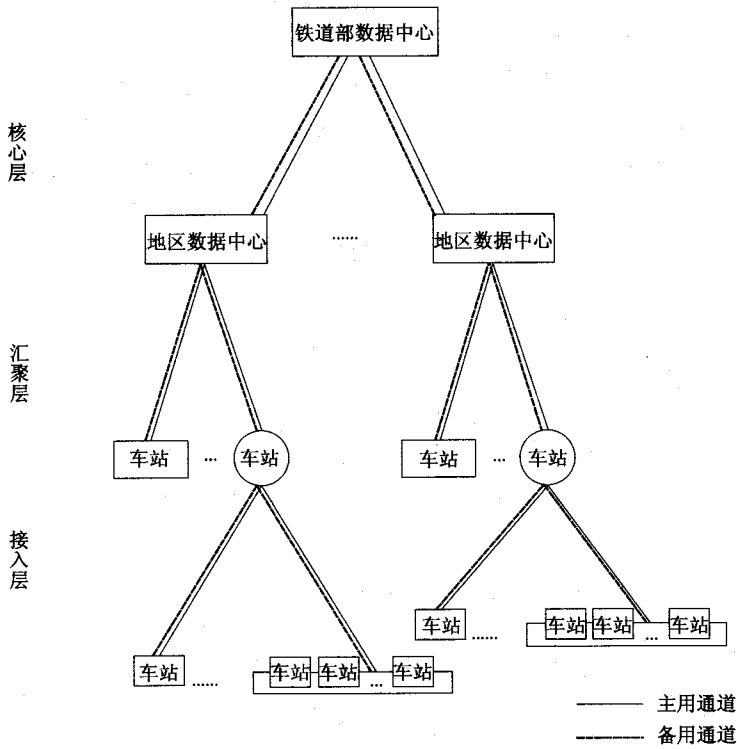 铁道部数据中心
核心层
地区数据中心 …… 地区数据中心
汇聚层
车站 … 车站 车站 … 车站
接入层
车站 …… 车站 车站 … 车站
车站 …… 车站 车站 … 车站
主用通道
备用通道